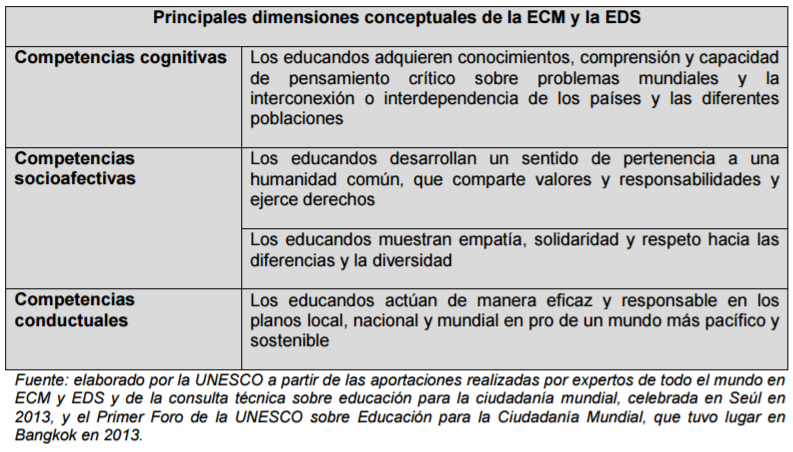 Principales dimensiones conceptuales de la ECM y la EDS
Competencias cognitivas
Los educandos adquieren conocimientos, comprensión y capacidad
de pensamiento crítico sobre problemas mundiales y la
interconexión o interdependencia de los países y las diferentes
poblaciones
Competencias
socioafectivas
Los educandos desarrollan un sentido de pertenencia a una
humanidad común, que comparte valores y responsabilidades y
ejerce derechos
Los educandos muestran empatía, solidaridad y respeto hacia las
diferencias y la diversidad
Competencias
conductuales
Los educandos actúan de manera eficaz y responsable en los
planos local, nacional y mundial en pro de un mundo más pacífico y
sostenible
Fuente: elaborado por la UNESCO a partir de las aportaciones realizadas por expertos de todo el mundo en
ECM y EDS y de la consulta técnica sobre educación para la ciudadanía mundial, celebrada en Seúl en
2013, y el Primer Foro de la UNESCO sobre Educación para la Ciudadanía Mundial, que tuvo lugar en
Bangkok en 2013.